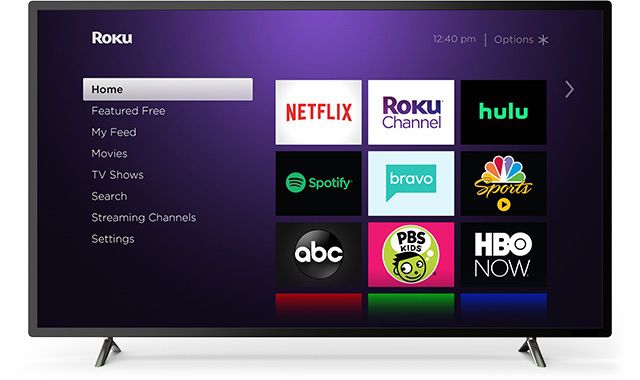 Roku
12:40 pm | Options
Home
Featured Free
My Feed
Movies
TV Shows
Search
Streaming Channels
Settings
NETFLIX
Roku
Channel
hulu
Spotify
bravo
Sports
abc
PBS
KIDS
HBO
NOW